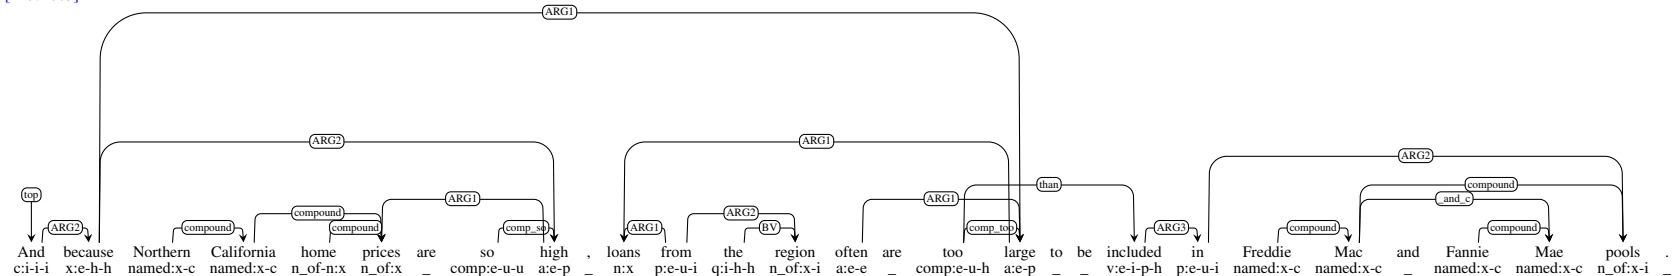 ARG1
ARG2 ARG1
ARG2
top than compound
ARG1 ARG1 _and_c
compound ARG2
ARG2 compound compound comp_so ARG1 BV comp_too ARG3 compound compound
And because Northern California home prices are so high , loans from the region often are too large to be included in Freddie Mac and Fannie Mae pools .
c:i-i-i x:e-h-h named:x-c named:x-c n_of-n:x n_of:x _ comp:e-u-u a:e-p _ n:x p:e-u-i q:i-h-h n_of:x-i a:e-e _ comp:e-u-h a:e-p _ _ v:e-i-p-h p:e-u-i named:x-c named:x-c _ named:x-c named:x-c n_of:x-i _